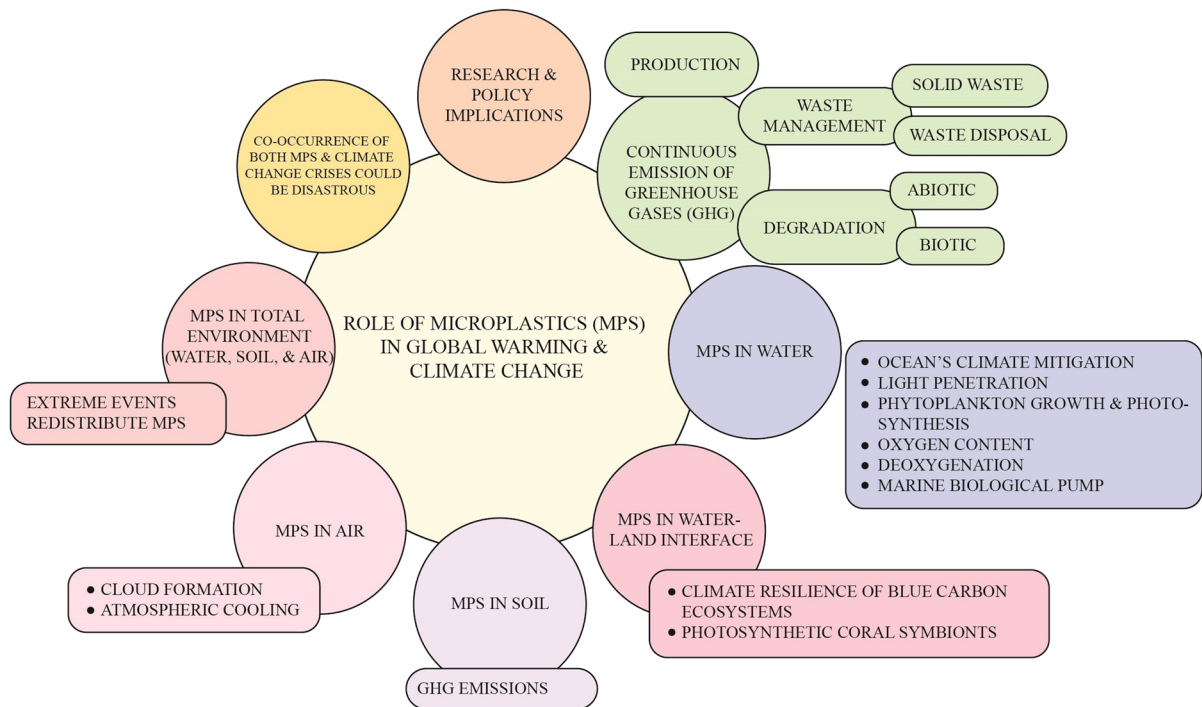 RESEARCH &
POLICY
IMPLICATIONS
PRODUCTION
CONTINUOUS
EMISSION OF
GREENHOUSE
GASES (GHG)
WASTE
MANAGEMENT
SOLID WASTE
WASTE DISPOSAL
DEGRADATION
ABIOTIC
BIOTIC
CO-OCCURRENCE OF
BOTH MPS & CLIMATE
CHANGE CRISES COULD
BE DISASTROUS
ROLE OF MICROPLASTICS (MPS)
IN GLOBAL WARMING &
CLIMATE CHANGE
MPS IN TOTAL
ENVIRONMENT
(WATER, SOIL, & AIR)
EXTREME EVENTS
REDISTRIBUTE MPS
MPS IN WATER
● OCEAN’S CLIMATE MITIGATION
● LIGHT PENETRATION
● PHYTOPLANKTON GROWTH & PHOTO-
SYNTHESIS
● OXYGEN CONTENT
● DEOXYGENATION
● MARINE BIOLOGICAL PUMP
MPS IN AIR
● CLOUD FORMATION
● ATMOSPHERIC COOLING
MPS IN SOIL
GHG EMISSIONS
MPS IN WATER-
LAND INTERFACE
● CLIMATE RESILIENCE OF BLUE CARBON
ECOSYSTEMS
● PHOTOSYNTHETIC CORAL SYMBIONTS